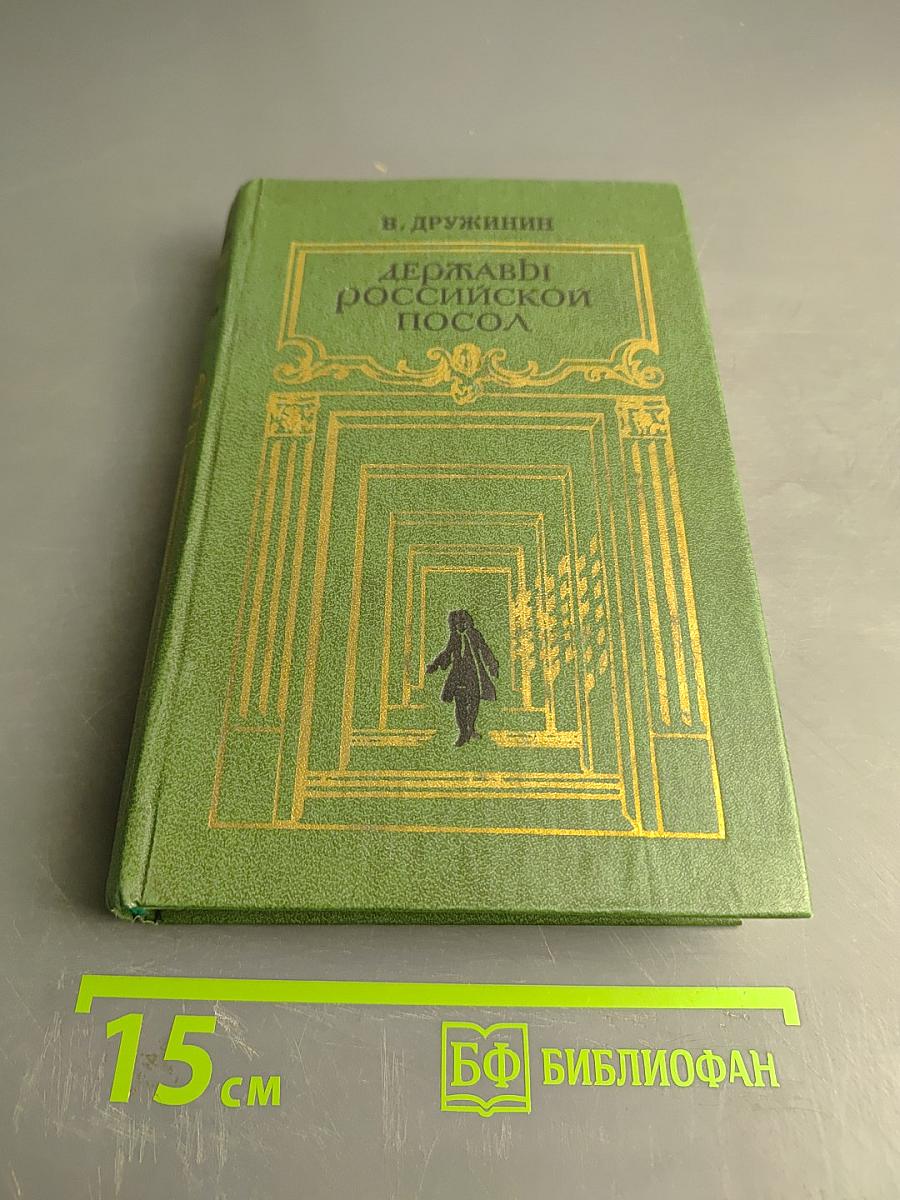 В. ДРУЖИНИН
ДЕРЖАВЫ
РОССИЙСКОЙ
ПОСОЛ
15 см
БФ БИБЛИОФАН